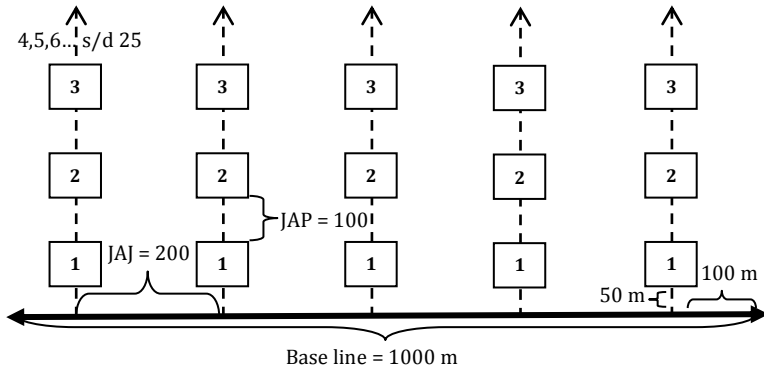 4,5,6... s/d 25
3 3 3 3 3
2 2 2 2 2
JAP = 100
1 1 1 1 1
JAJ = 200
100 m
50 m
Base line = 1000 m